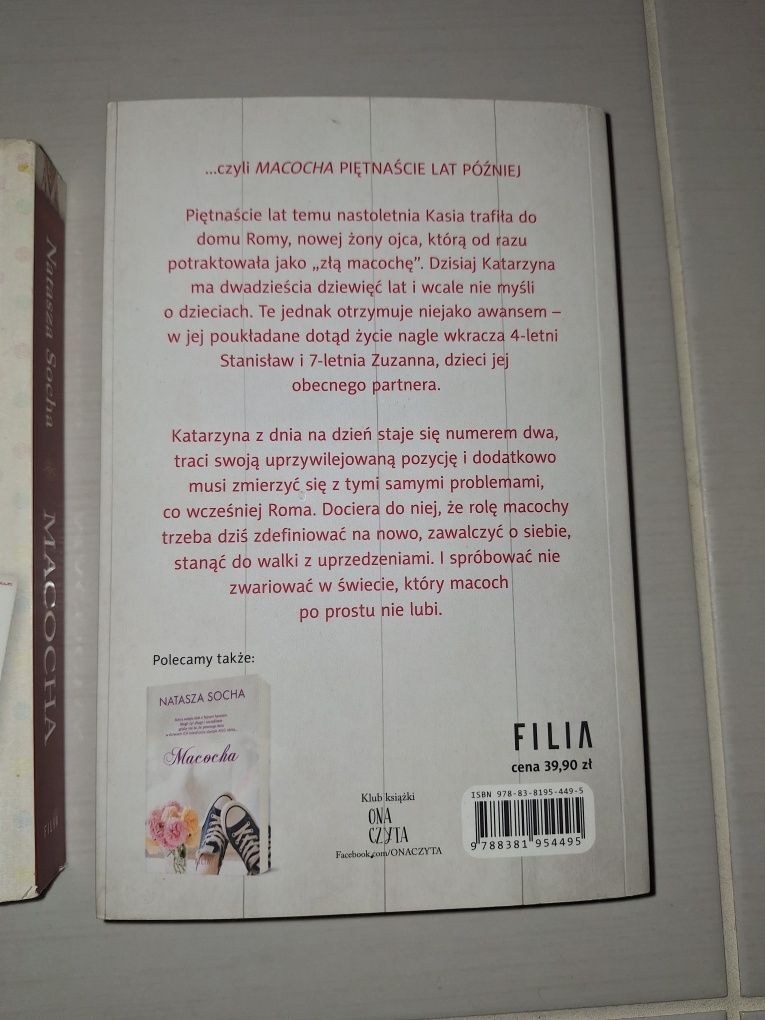 Natasza Socha * MACOCHA
FILIA
...czyli MACOCHA PIĘTNAŚCIE LAT PÓŹNIEJ
Piętnaście lat temu nastoletnia Kasia trafiła do
domu Romy, nowej żony ojca, którą od razu
potraktowała jako „złą macochę”. Dzisiaj Katarzyna
ma dwadzieścia dziewięć lat i wcale nie myśli
o dzieciach. Te jednak otrzymuje niejako awansem –
w jej poukładane dotąd życie nagle wkracza 4-letni
Stanisław i 7-letnia Zuzanna, dzieci jej
obecnego partnera.
Katarzyna z dnia na dzień staje się numerem dwa,
traci swoją uprzywilejowaną pozycję i dodatkowo
musi zmierzyć się z tymi samymi problemami,
co wcześniej Roma. Dociera do niej, że rolę macochy
trzeba dziś zdefiniować na nowo, zawalczyć o siebie,
stanąć do walki z uprzedzeniami. I spróbować nie
zwariować w świecie, który macoch
po prostu nie lubi.
Polecamy także:
NATASZA SOCHA
Macocha
Klub książki
ONA
CZYTA
Facebook.com/ONACZYTA
FILIA
cena 39,90 zł
ISBN 978-83-8195-449-5
9 788381 954495